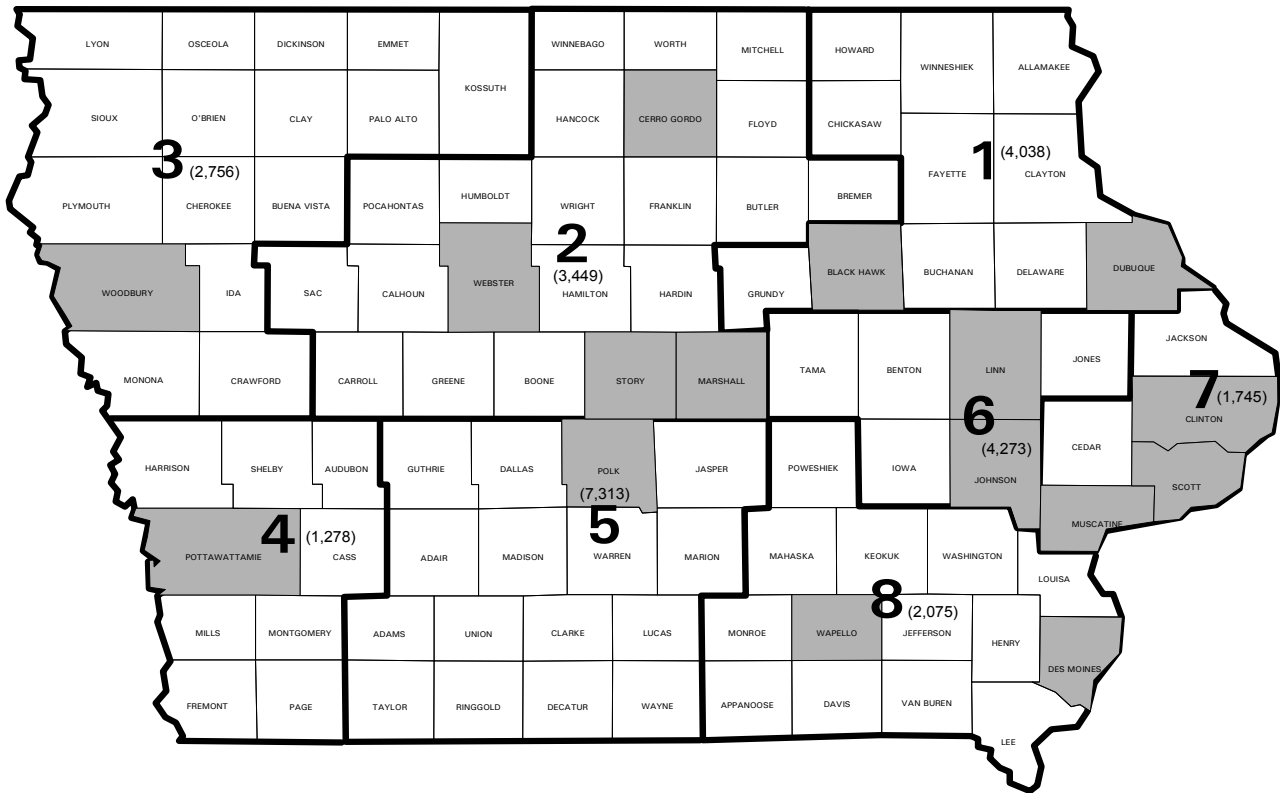 LYON OSCEOLA DICKINSON EMMET WINNEBAGO WORTH MITCHELL HOWARD
WINNESHIEK ALLAMAKEE
KOSSUTH
SIOUX O'BRIEN CLAY PALO ALTO HANCOCK CERRO GORDO FLOYD CHICKASAW
3 (2,756)
1 (4,038)
FAYETTE CLAYTON
PLYMOUTH CHEROKEE BUENA VISTA POCAHONTAS HUMBOLDT WRIGHT FRANKLIN BUTLER BREMER
2
(3,449)
WOODBURY IDA SAC CALHOUN WEBSTER HAMILTON HARDIN GRUNDY BLACK HAWK BUCHANAN DELAWARE DUBUQUE
JACKSON
MONONA CRAWFORD CARROLL GREENE BOONE STORY MARSHALL TAMA BENTON LINN JONES
7 (1,745)
CLINTON
6
(4,273)
HARRISON SHELBY AUDUBON GUTHRIE DALLAS POLK JASPER POWESHIEK IOWA JOHNSON CEDAR
SCOTT
(7,313)
5
MUSCATINE
4 (1,278)
POTTAWATTAMIE CASS ADAIR MADISON WARREN MARION MAHASKA KEOKUK WASHINGTON
LOUISA
8 (2,075)
MILLS MONTGOMERY ADAMS UNION CLARKE LUCAS MONROE WAPELLO JEFFERSON HENRY
DES MOINES
FREMONT PAGE TAYLOR RINGGOLD DECATUR WAYNE APPANOOSE DAVIS VAN BUREN
LEE